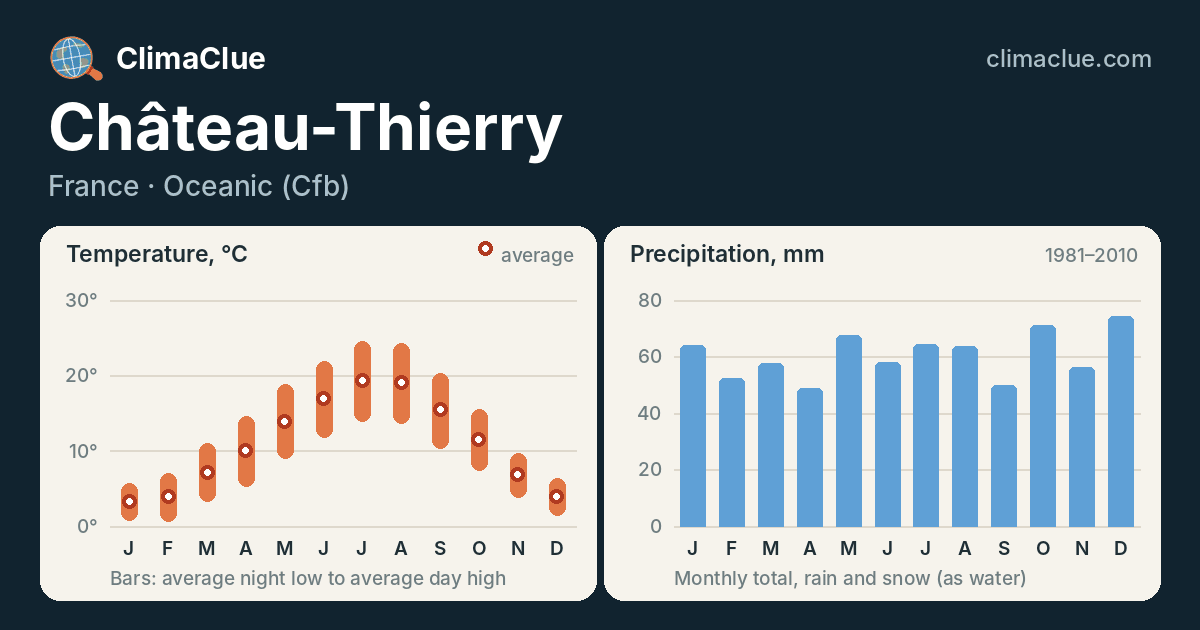 ClimaClue
climaclue.com
Château-Thierry
France · Oceanic (Cfb)
Temperature, °C
average
30°
20°
10°
0°
J F M A M J J A S O N D
Bars: average night low to average day high
Precipitation, mm
1981–2010
80
60
40
20
0
J F M A M J J A S O N D
Monthly total, rain and snow (as water)